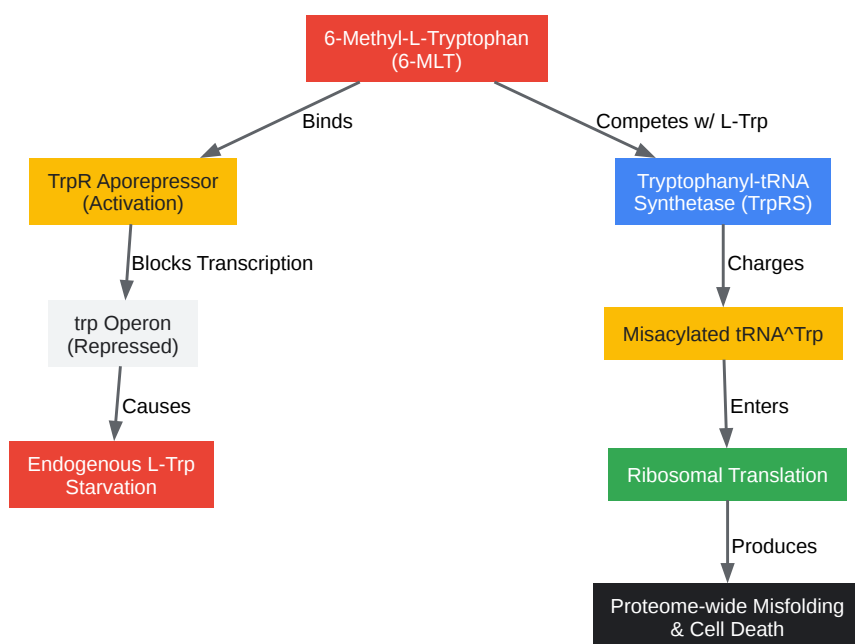 6-Methyl-L-Tryptophan
(6-MLT)
Binds
Competes w/ L-Trp
TrpR Aporepressor
(Activation)
Tryptophanyl-tRNA
Synthetase (TrpRS)
Blocks Transcription
Charges
trp Operon
(Repressed)
Misacylated tRNA^Trp
Causes
Enters
Endogenous L-Trp
Starvation
Ribosomal Translation
Produces
Proteome-wide Misfolding
& Cell Death